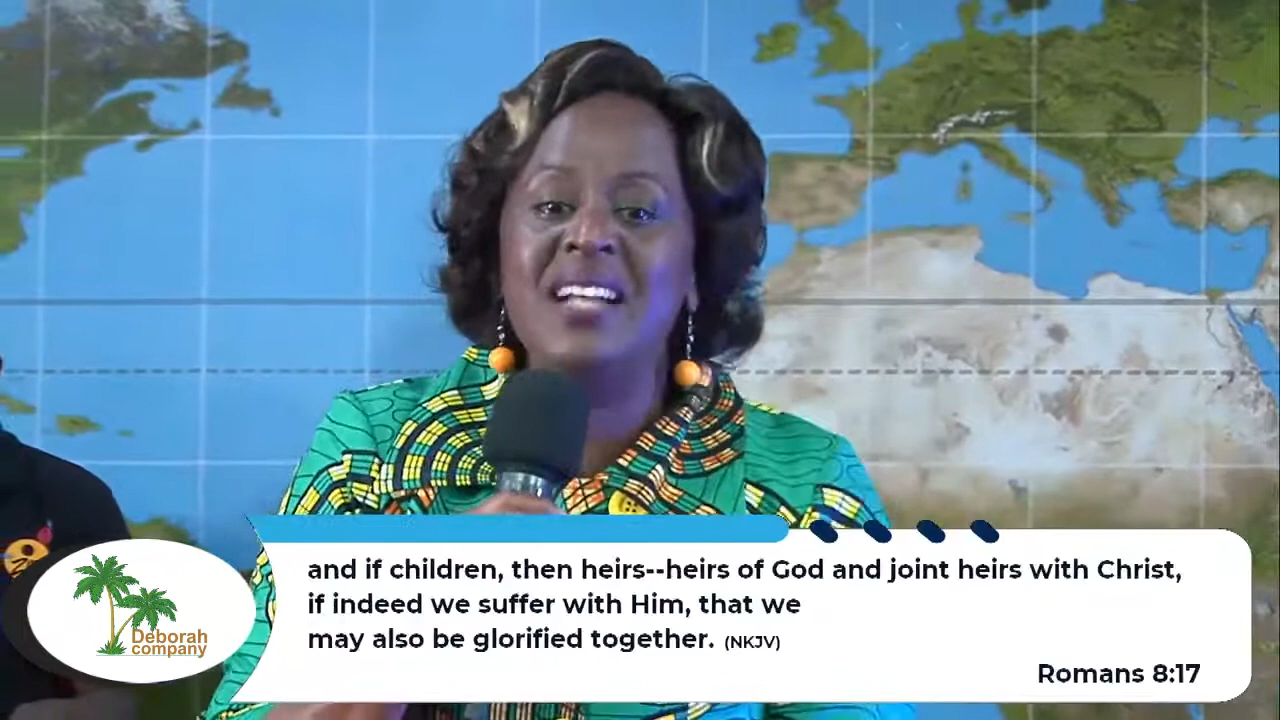 and if children, then heirs--heirs of God and joint heirs with Christ,
if indeed we suffer with Him, that we
may also be glorified together. (NKJV)
Romans 8:17
Deborah
company